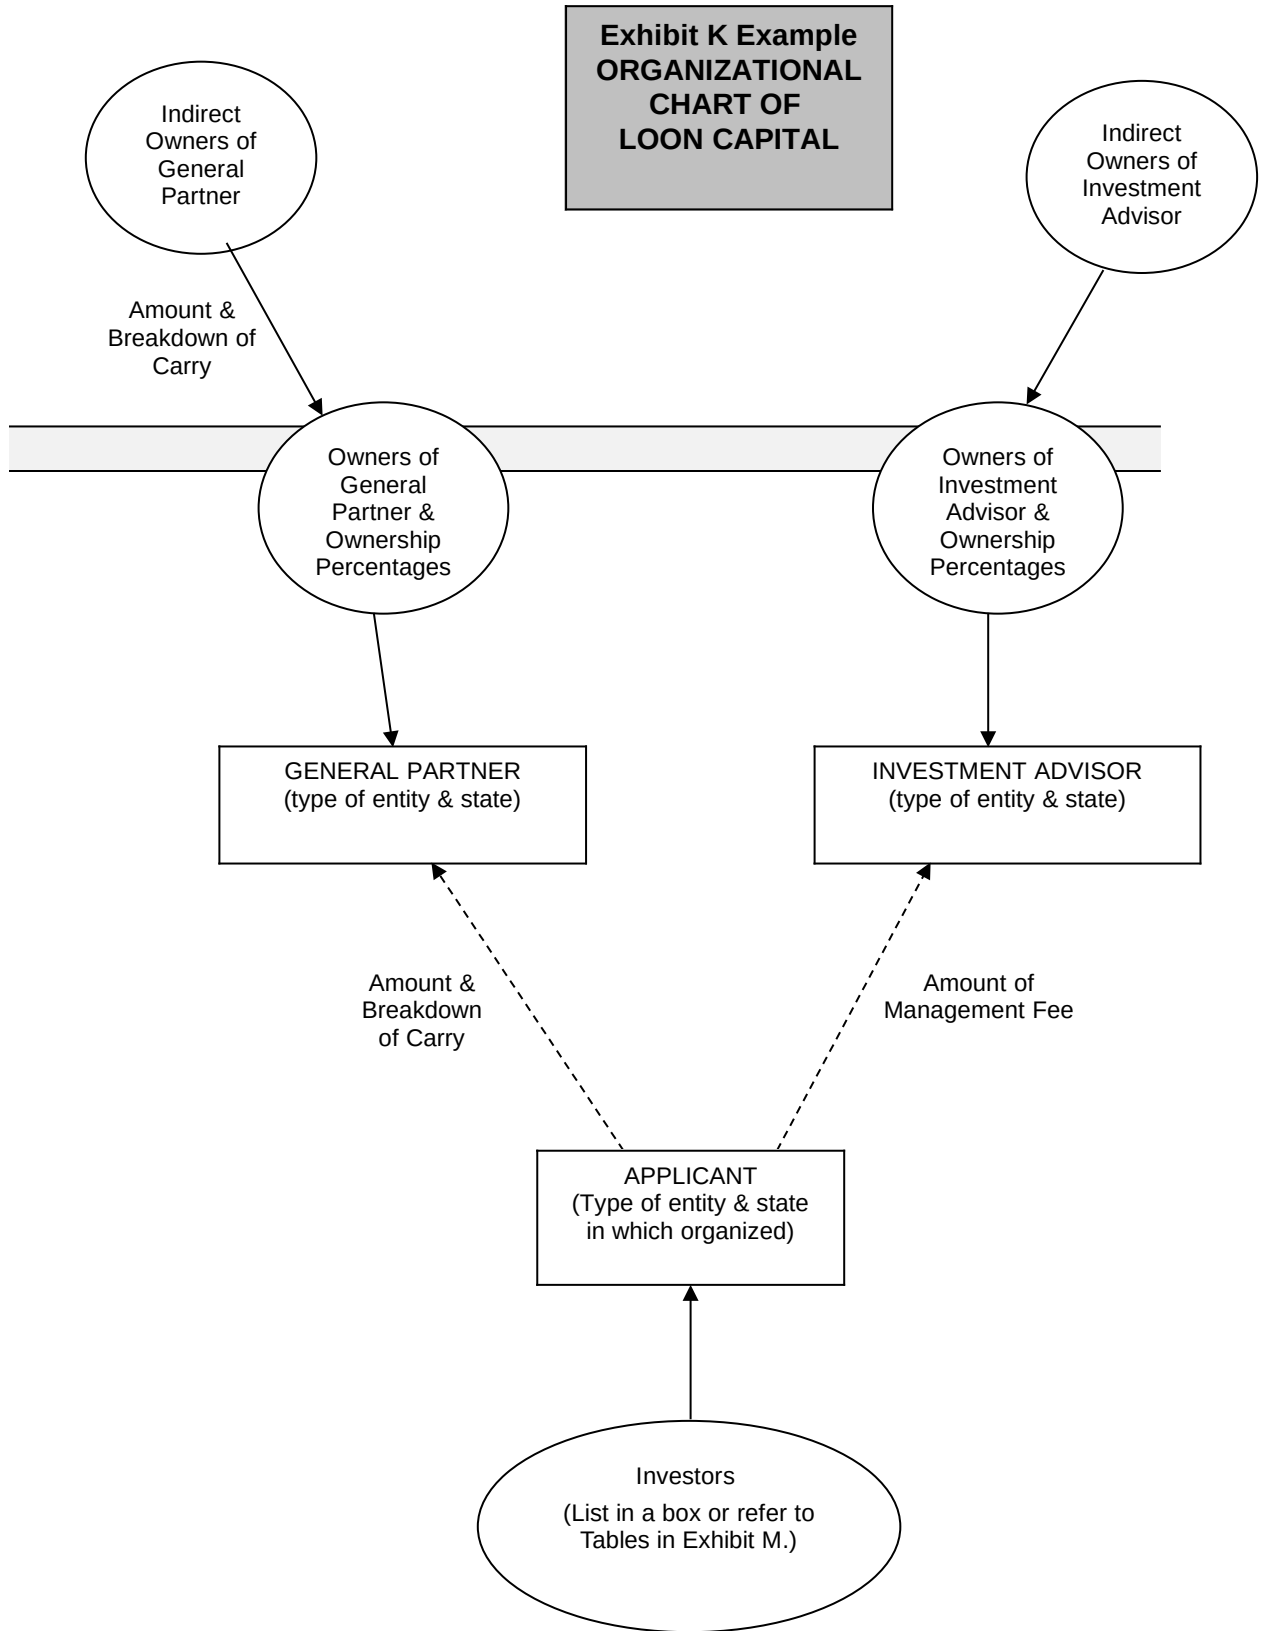 Exhibit K Example
ORGANIZATIONAL
CHART OF
LOON CAPITAL
Indirect
Owners of
General
Partner
Indirect
Owners of
Investment
Advisor
Amount &
Breakdown of
Carry
Owners of
General
Partner &
Ownership
Percentages
Owners of
Investment
Advisor &
Ownership
Percentages
GENERAL PARTNER
(type of entity & state)
INVESTMENT ADVISOR
(type of entity & state)
Amount &
Breakdown
of Carry
Amount of
Management Fee
APPLICANT
(Type of entity & state
in which organized)
Investors
(List in a box or refer to
Tables in Exhibit M.)